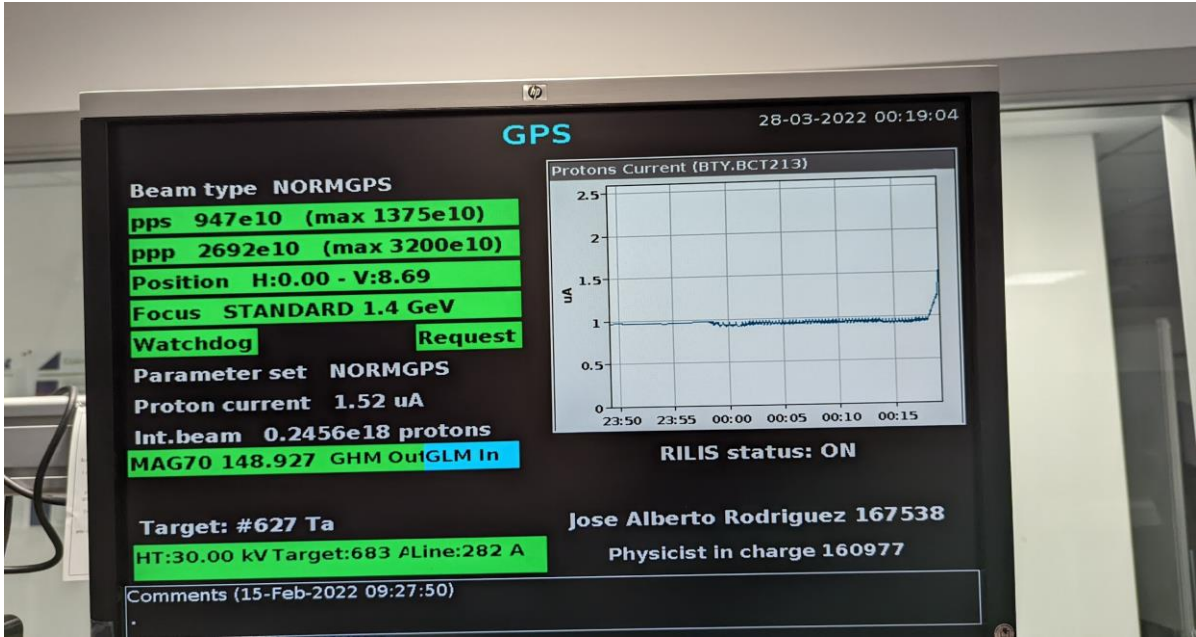 hp
GPS
28-03-2022 00:19:04
Beam type NORMGPS
pps 947e10 (max 1375e10)
ppp 2692e10 (max 3200e10)
Position H:0.00 - V:8.69
Focus STANDARD 1.4 GeV
Watchdog Request
Parameter set NORMGPS
Proton current 1.52 uA
Int.beam 0.2456e18 protons
MAG70 148.927 GHM Out GLM In
Protons Current (BTY.BCT213)
2.5
2
1.5
uA
1
0.5
0
23:50 23:55 00:00 00:05 00:10 00:15
RILIS status: ON
Target: #627 Ta
HT:30.00 kV Target:683 A Line:282 A
Jose Alberto Rodriguez 167538
Physicist in charge 160977
Comments (15-Feb-2022 09:27:50)
.